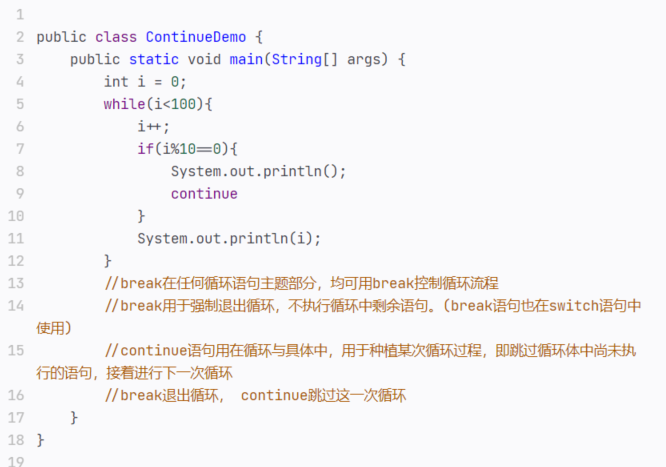 1
2 public class ContinueDemo {
3     public static void main(String[] args) {
4         int i = 0;
5         while(i<100){
6             i++;
7             if(i%10==0){
8                 System.out.println();
9                 continue
10             }
11             System.out.println(i);
12         }
13         //break在任何循环语句主题部分，均可用break控制循环流程
14         //break用于强制退出循环，不执行循环中剩余语句。(break语句也在switch语句中
使用)
15         //continue语句用在循环与具体中，用于种植某次循环过程，即跳过循环体中尚未执
行的语句，接着进行下一次循环
16         //break退出循环， continue跳过这一次循环
17     }
18 }
19